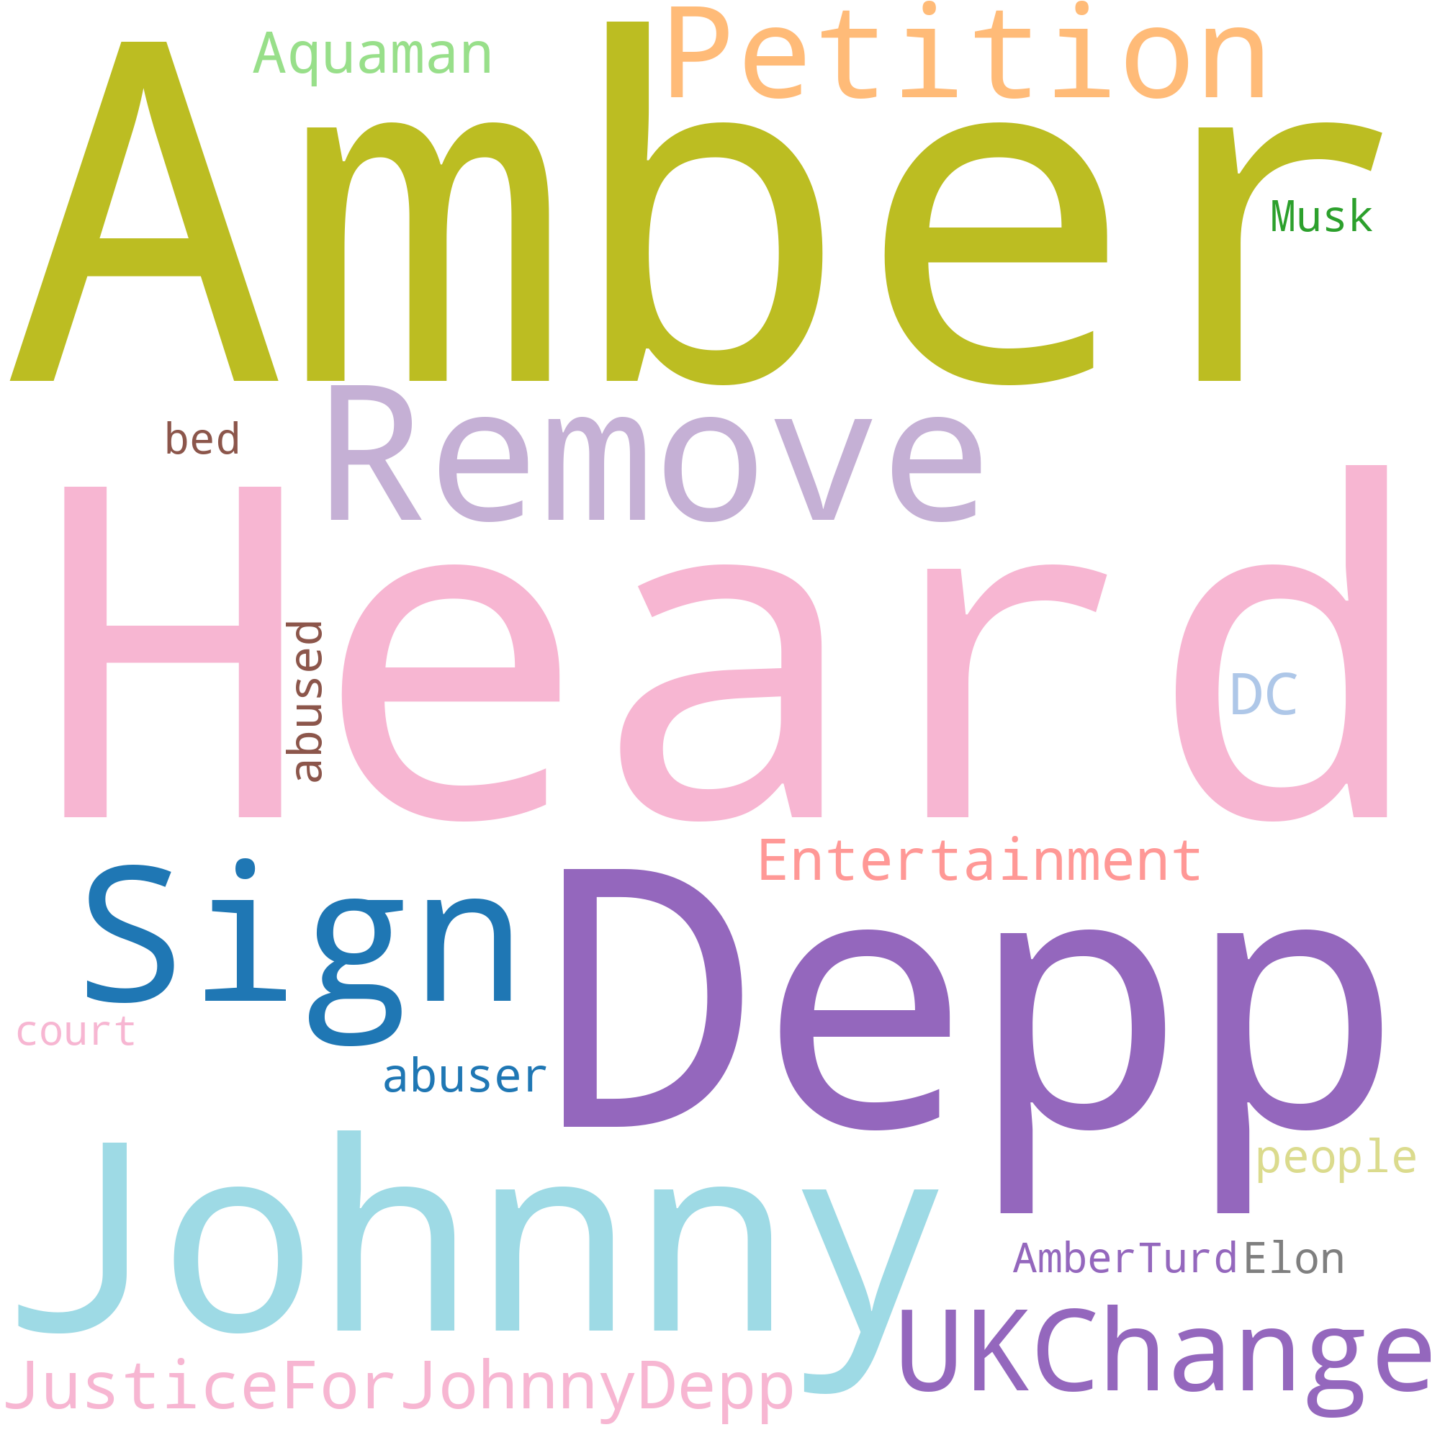 Petition
Aquaman
Amber
Musk
Remove
bed
Heard
abused
DC
Entertainment
Sign
Depp
court
abuser
people
Johnny
AmberTurd
Elon
UKChange
JusticeForJohnnyDepp